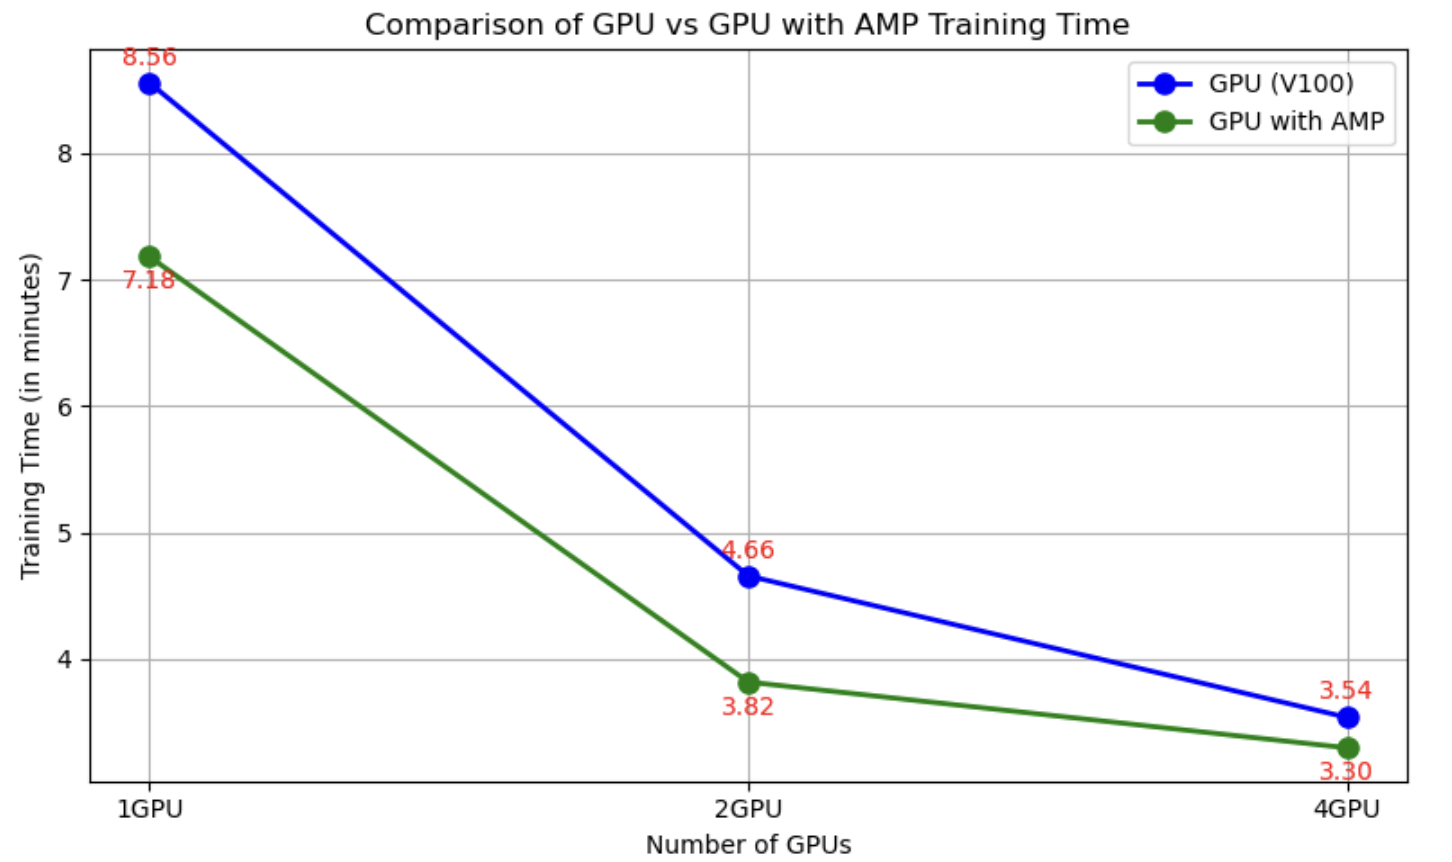 Comparison of GPU vs GPU with AMP Training Time
8.56
GPU (V100)
GPU with AMP
8
7.18
7
6
5
4.66
4
3.82
3.54
3.30
Training Time (in minutes)
1GPU
2GPU
4GPU
Number of GPUs